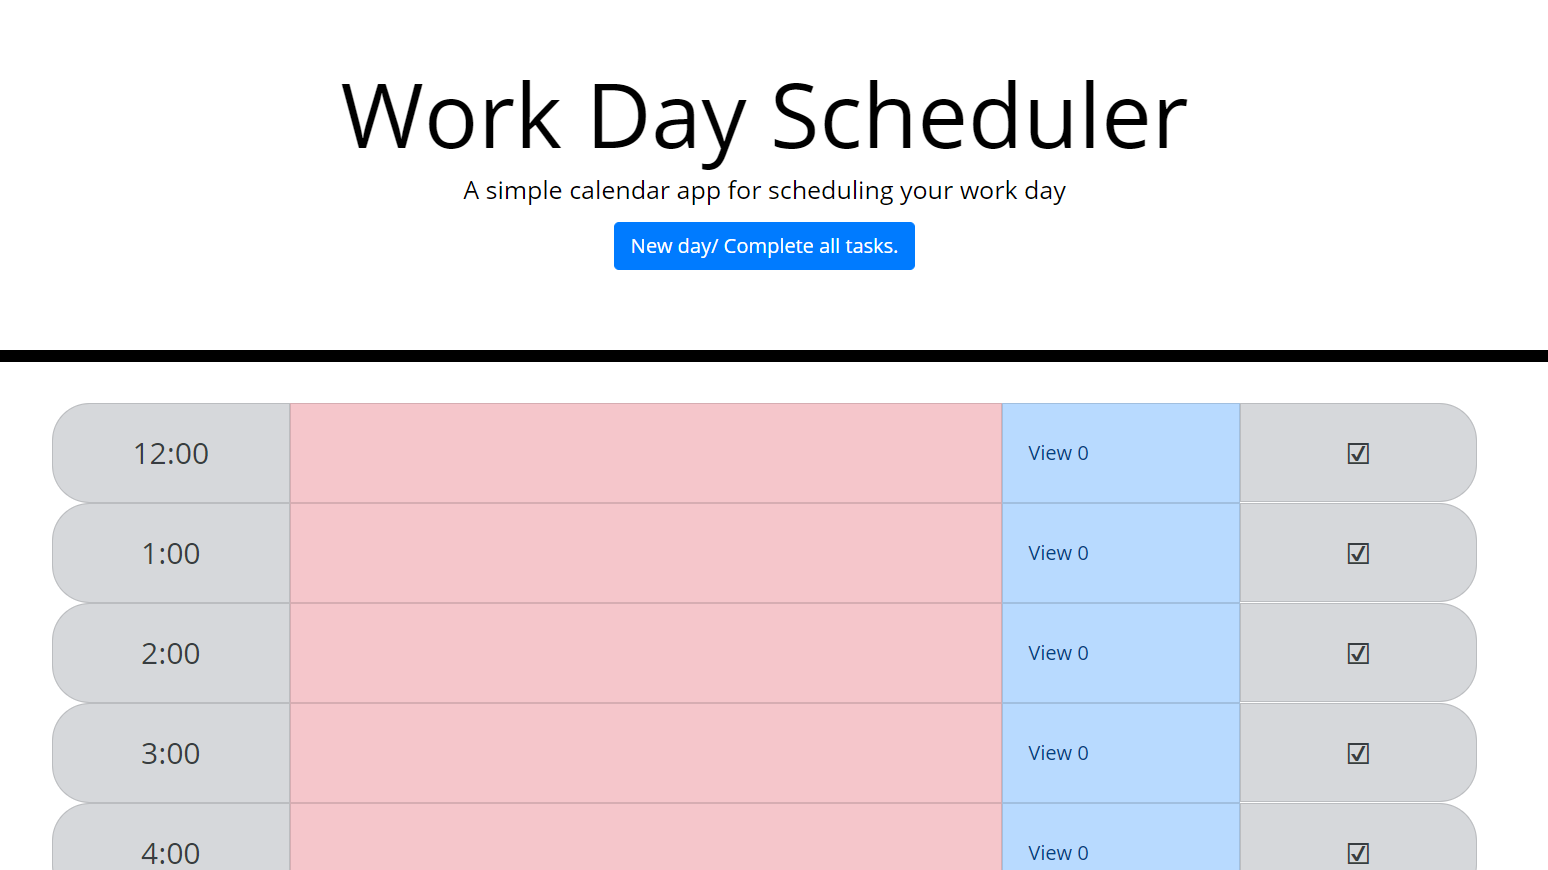 Work Day Scheduler
A simple calendar app for scheduling your work day
New day/ Complete all tasks.
12:00 View 0 ☑
1:00 View 0 ☑
2:00 View 0 ☑
3:00 View 0 ☑
4:00 View 0 ☑